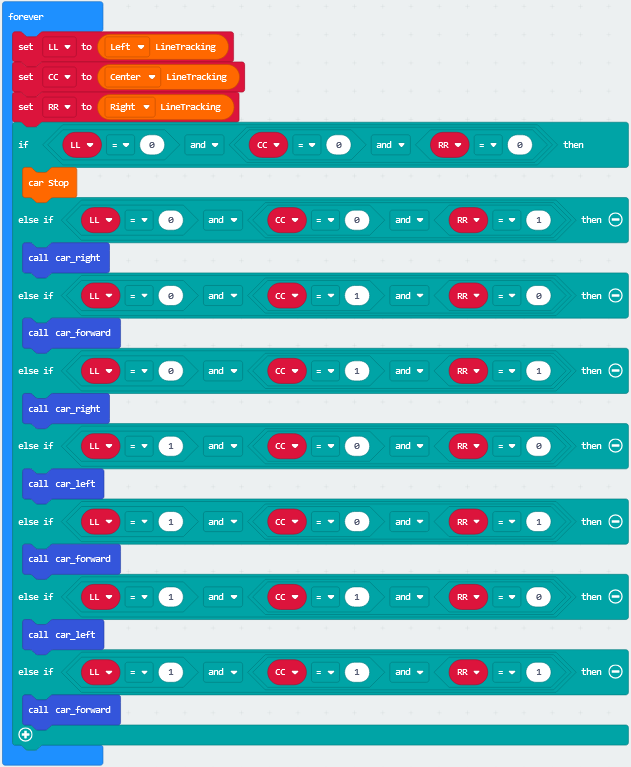 forever
set LL to Left LineTracking
set CC to Center LineTracking
set RR to Right LineTracking
if LL = 0 and CC = 0 and RR = 0 then
car Stop
else if LL = 0 and CC = 0 and RR = 1 then
call car_right
else if LL = 0 and CC = 1 and RR = 0 then
call car_forward
else if LL = 0 and CC = 1 and RR = 1 then
call car_right
else if LL = 1 and CC = 0 and RR = 0 then
call car_left
else if LL = 1 and CC = 0 and RR = 1 then
call car_forward
else if LL = 1 and CC = 1 and RR = 0 then
call car_left
else if LL = 1 and CC = 1 and RR = 1 then
call car_forward